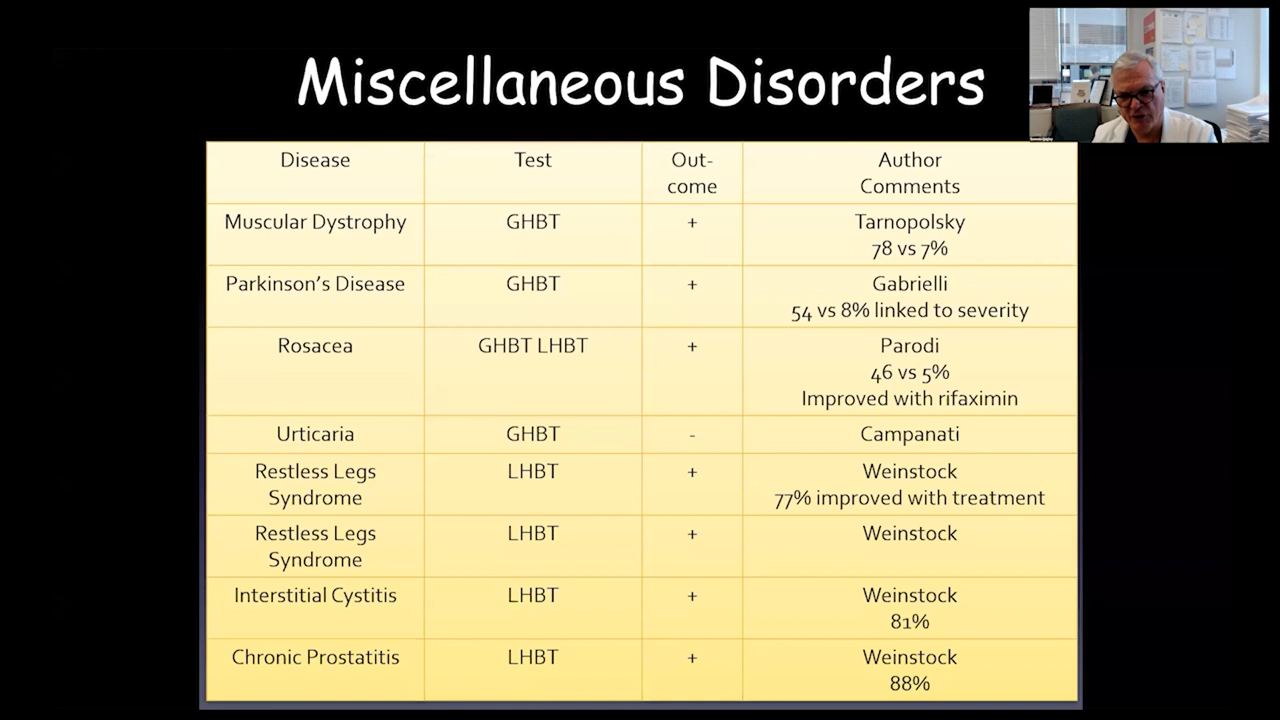 Miscellaneous Disorders
Disease Test Out- Author
come Comments
Muscular Dystrophy GHBT + Tarnopolsky
78 vs 7%
Parkinson's Disease GHBT + Gabrielli
54 vs 8% linked to severity
Rosacea GHBT LHBT + Parodi
46 vs 5%
Improved with rifaximin
Urticaria GHBT - Campanati
Restless Legs LHBT + Weinstock
Syndrome 77% improved with treatment
Restless Legs LHBT + Weinstock
Syndrome
Interstitial Cystitis LHBT + Weinstock
81%
Chronic Prostatitis LHBT + Weinstock
88%